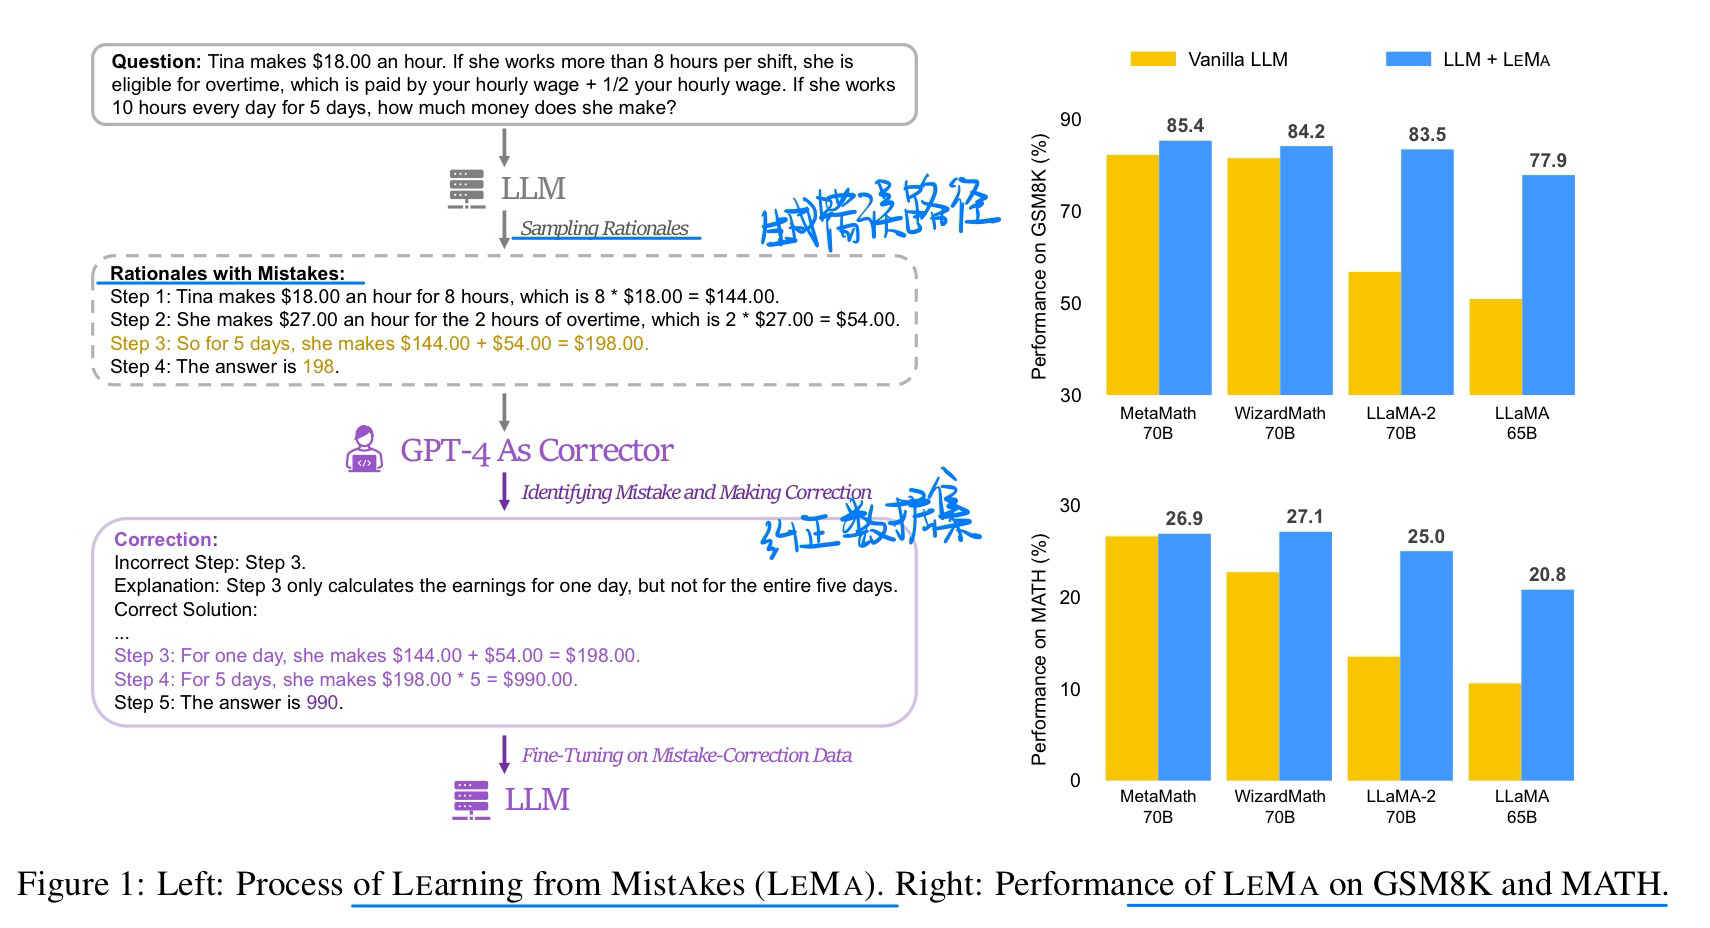 Question: Tina makes $18.00 an hour. If she works more than 8 hours per shift, she is
eligible for overtime, which is paid by your hourly wage + 1/2 your hourly wage. If she works
10 hours every day for 5 days, how much money does she make?
LLM
Sampling Rationales
生成带误路径
Rationales with Mistakes:
Step 1: Tina makes $18.00 an hour for 8 hours, which is 8 * $18.00 = $144.00.
Step 2: She makes $27.00 an hour for the 2 hours of overtime, which is 2 * $27.00 = $54.00.
Step 3: So for 5 days, she makes $144.00 + $54.00 = $198.00.
Step 4: The answer is 198.
GPT-4 As Corrector
Identifying Mistake and Making Correction
纠正数据集
Correction:
Incorrect Step: Step 3.
Explanation: Step 3 only calculates the earnings for one day, but not for the entire five days.
Correct Solution:
...
Step 3: For one day, she makes $144.00 + $54.00 = $198.00.
Step 4: For 5 days, she makes $198.00 * 5 = $990.00.
Step 5: The answer is 990.
Fine-Tuning on Mistake-Correction Data
LLM
Vanilla LLM
LLM + LEMA
Performance on GSM8K (%)
90
70
50
30
85.4
84.2
83.5
77.9
MetaMath
70B
WizardMath
70B
LLaMA-2
70B
LLaMA
65B
Performance on MATH (%)
30
20
10
0
26.9
27.1
25.0
20.8
MetaMath
70B
WizardMath
70B
LLaMA-2
70B
LLaMA
65B
Figure 1: Left: Process of LEarning from MistAkes (LEMA). Right: Performance of LEMA on GSM8K and MATH.